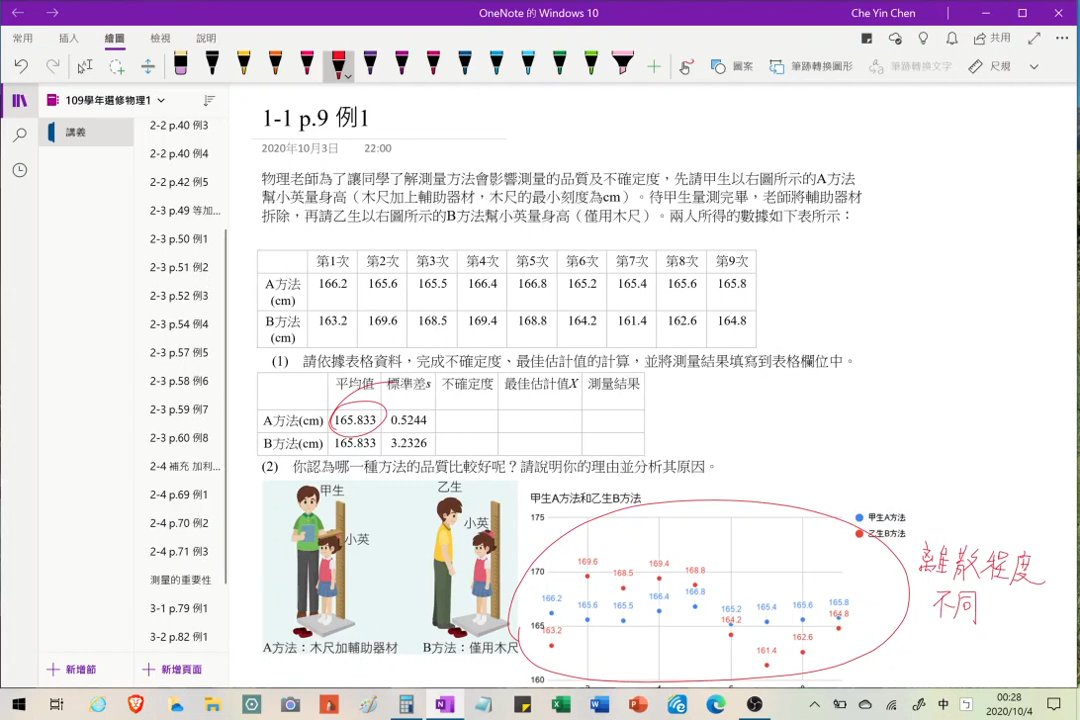 OneNote 的 Windows 10
Che Yin Chen
常用
插入
繪圖
檢視
說明
共用
圖案
筆跡轉換圖形
筆跡轉換文字
尺規
109學年選修物理1
講義
2-2 p.40 例3
2-2 p.40 例4
2-2 p.42 例5
2-3 p.49 等加...
2-3 p.50 例1
2-3 p.51 例2
2-3 p.52 例3
2-3 p.54 例4
2-3 p.57 例5
2-3 p.58 例6
2-3 p.59 例7
2-3 p.60 例8
2-4 補充 加利...
2-4 p.69 例1
2-4 p.70 例2
2-4 p.71 例3
測量的重要性
3-1 p.79 例1
3-2 p.82 例1
新增節
新增頁面
1-1 p.9 例1
2020年10月3日 22:00
物理老師為了讓同學了解測量方法會影響測量的品質及不確定度，先請甲生以右圖所示的A方法
幫小英量身高（木尺加上輔助器材，木尺的最小刻度為cm）。待甲生量測完畢，老師將輔助器材
拆除，再請乙生以右圖所示的B方法幫小英量身高（僅用木尺）。兩人所得的數據如下表所示：
第1次 第2次 第3次 第4次 第5次 第6次 第7次 第8次 第9次
A方法 166.2 165.6 165.5 166.4 166.8 165.2 165.4 165.6 165.8
(cm)
B方法 163.2 169.6 168.5 169.4 168.8 164.2 161.4 162.6 164.8
(cm)
(1) 請依據表格資料，完成不確定度、最佳估計值的計算，並將測量結果填寫到表格欄位中。
平均值 標準差s 不確定度 最佳估計值X 測量結果
A方法(cm) 165.833 0.5244
B方法(cm) 165.833 3.2326
(2) 你認為哪一種方法的品質比較好呢？請說明你的理由並分析其原因。
甲生
小英
乙生
小英
A方法：木尺加輔助器材
B方法：僅用木尺
甲生A方法和乙生B方法
甲生A方法
乙生B方法
175
170
165
160
169.6
168.5
169.4
168.8
166.2
165.6
165.5
166.4
166.8
165.2
165.4
165.6
165.8
163.2
164.2
161.4
162.6
164.8
離散程度
不同
中
00:28
2020/10/4